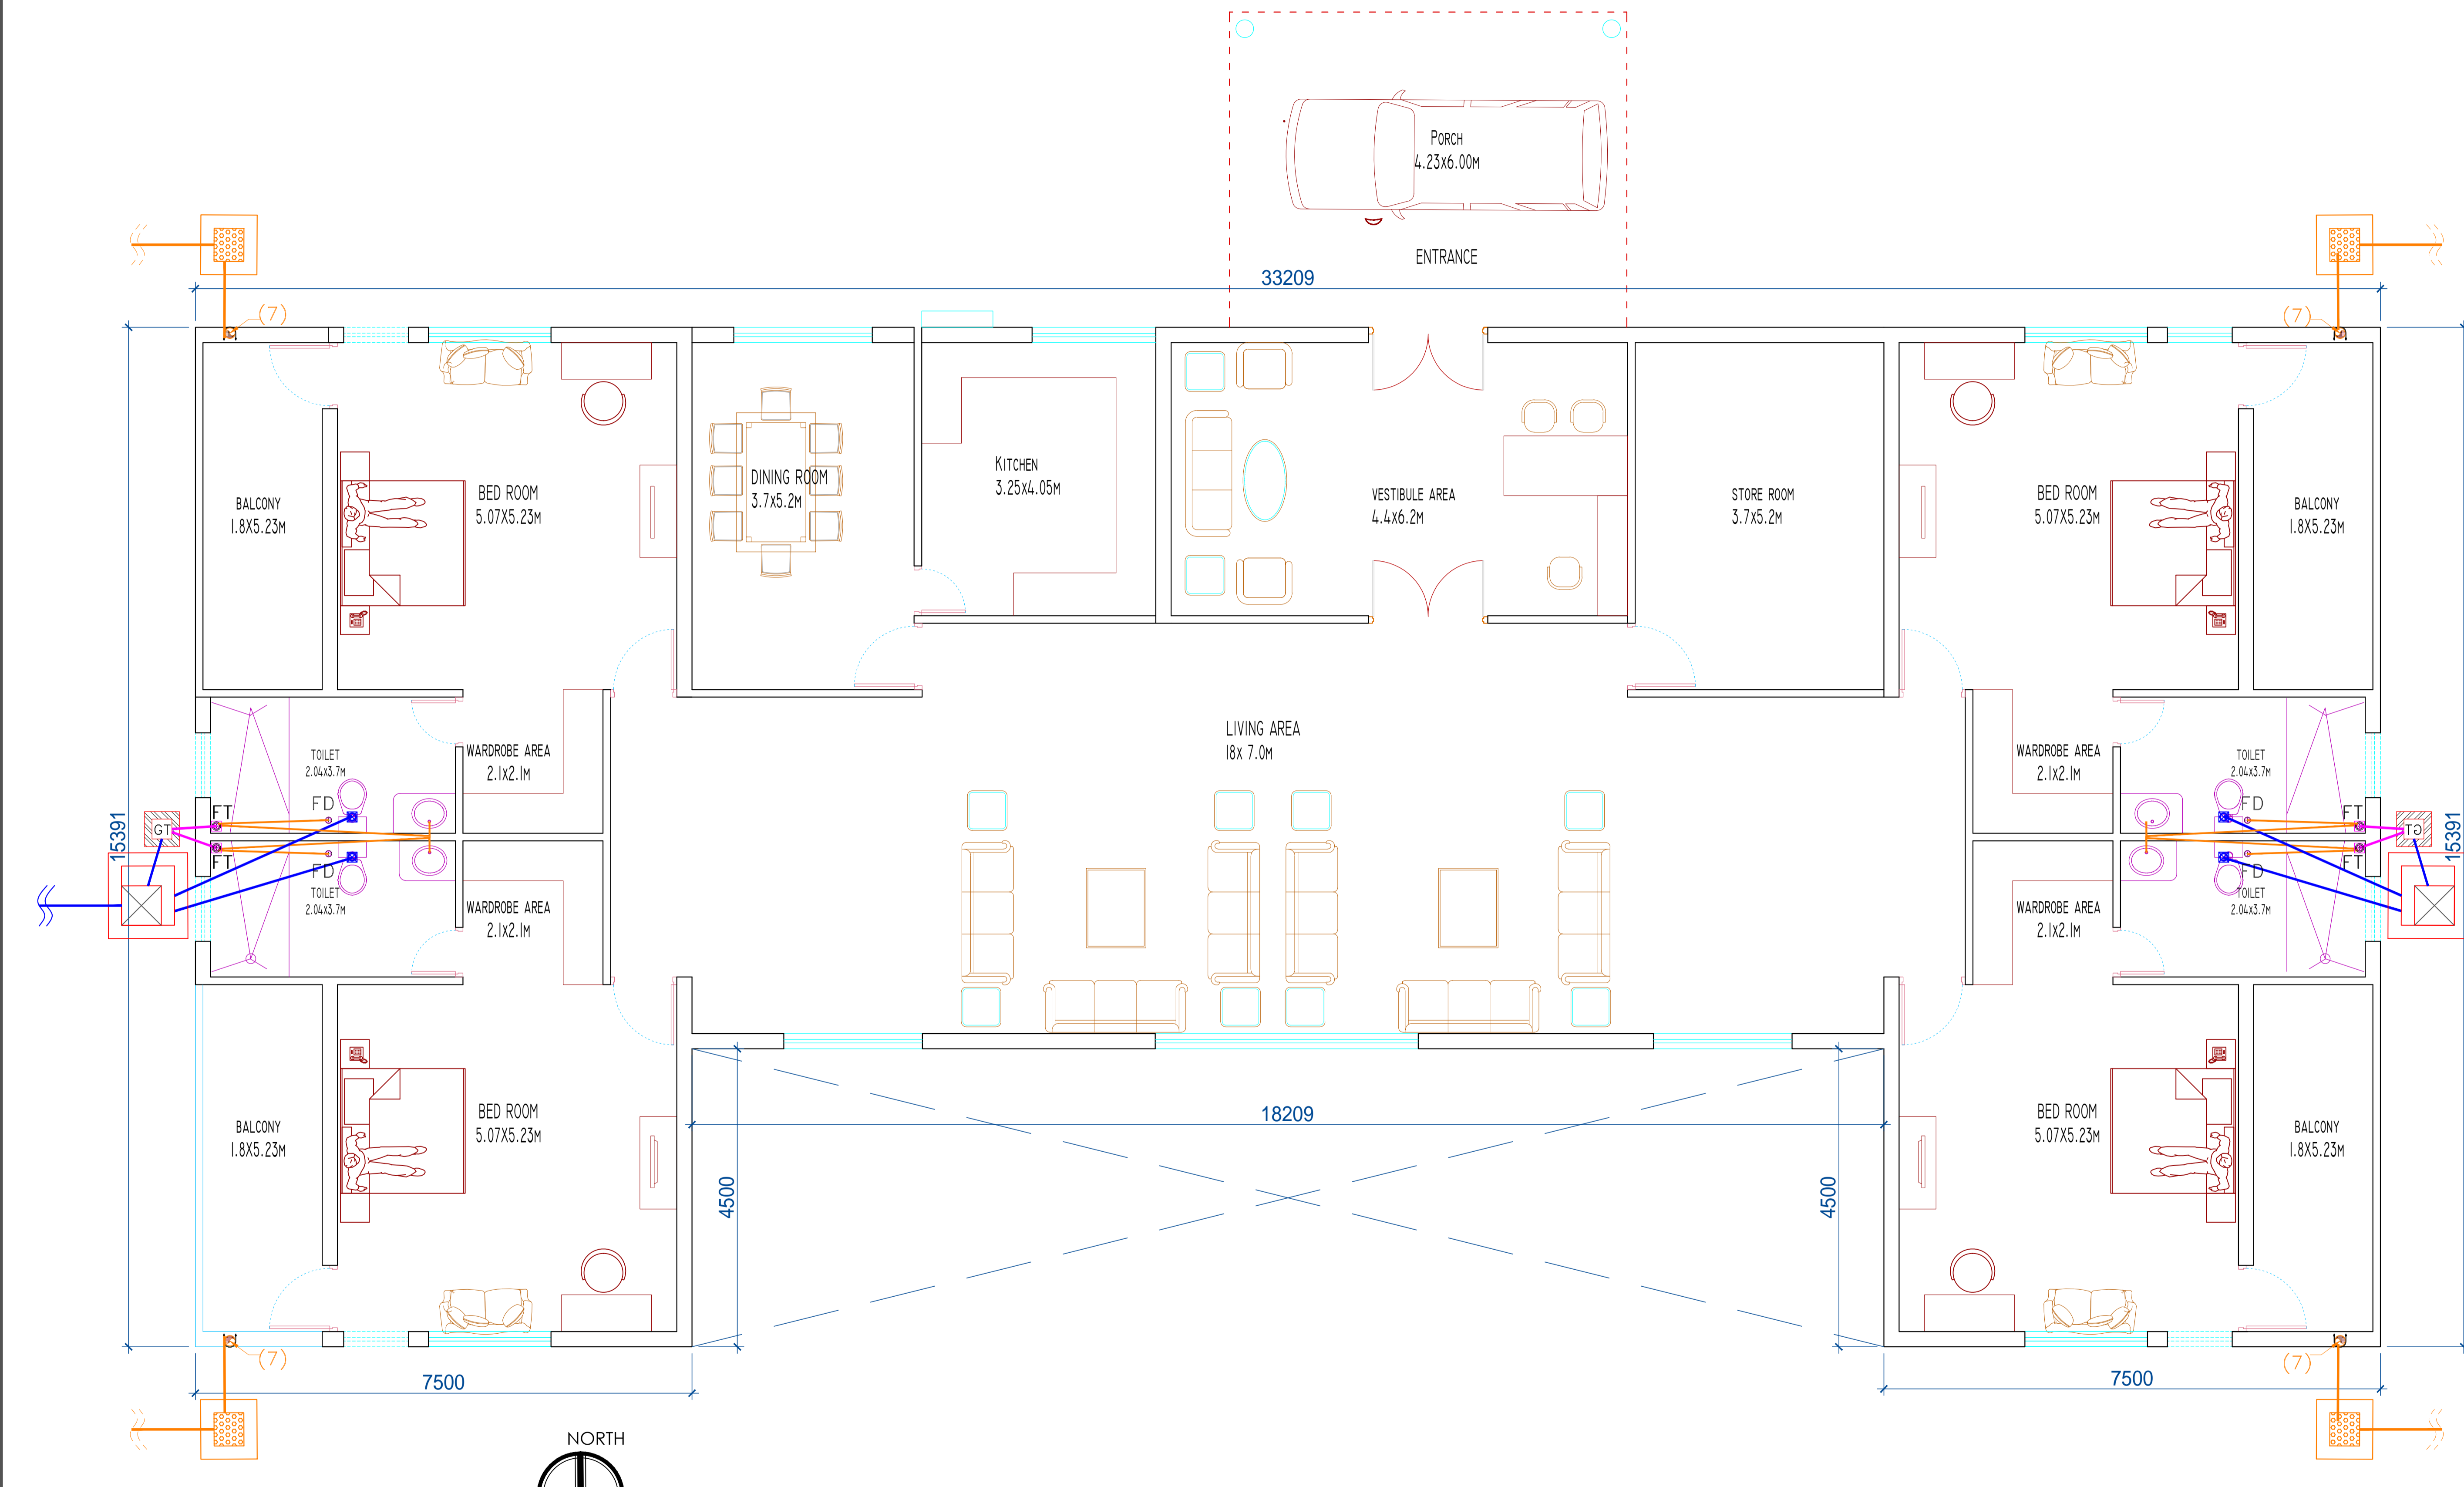 PORCH
4.23X6.00M
ENTRANCE
33209
(7)
(7)
BALCONY
1.8X5.23M
BED ROOM
5.07X5.23M
DINING ROOM
3.7X5.2M
KITCHEN
3.25X4.05M
VESTIBULE AREA
4.4X6.2M
STORE ROOM
3.7X5.2M
BED ROOM
5.07X5.23M
BALCONY
1.8X5.23M
LIVING AREA
18X 7.0M
TOILET
2.04X3.7M
WARDROBE AREA
2.1X2.1M
WARDROBE AREA
2.1X2.1M
TOILET
2.04X3.7M
FD
FT
GT
15391
FT
FD
TOILET
2.04X3.7M
WARDROBE AREA
2.1X2.1M
FD
FT
GT
15391
FT
FD
WARDROBE AREA
2.1X2.1M
TOILET
2.04X3.7M
BALCONY
1.8X5.23M
BED ROOM
5.07X5.23M
18209
4500
4500
BED ROOM
5.07X5.23M
BALCONY
1.8X5.23M
(7)
(7)
7500
7500
NORTH